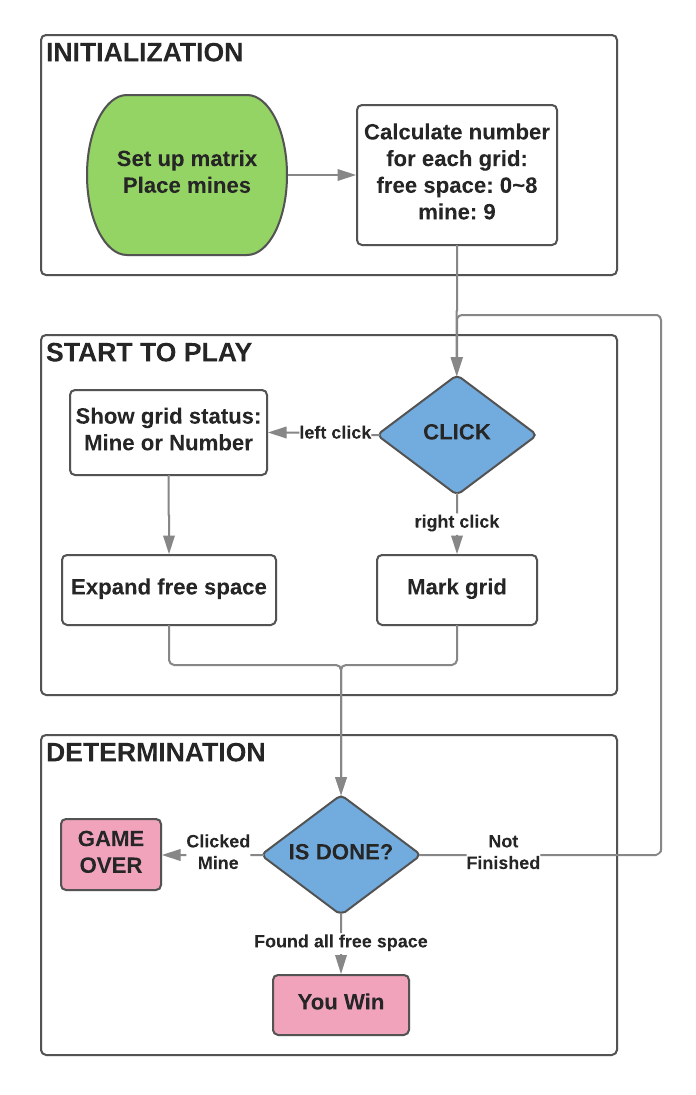 INITIALIZATION
Set up matrix
Place mines
Calculate number
for each grid:
free space: 0~8
mine: 9
START TO PLAY
Show grid status:
Mine or Number
left click
CLICK
right click
Expand free space
Mark grid
DETERMINATION
GAME
OVER
Clicked
Mine
IS DONE?
Not
Finished
Found all free space
You Win